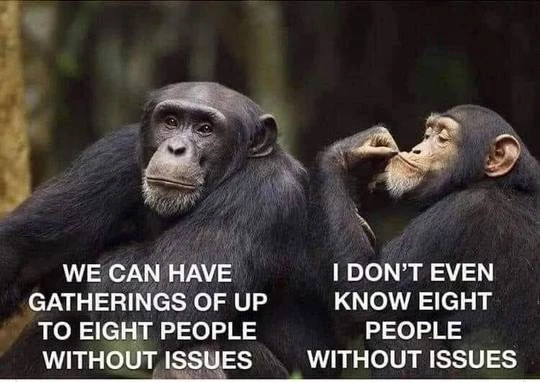 WE CAN HAVE
GATHERINGS OF UP
TO EIGHT PEOPLE
WITHOUT ISSUES
I DON'T EVEN
KNOW EIGHT
PEOPLE
WITHOUT ISSUES